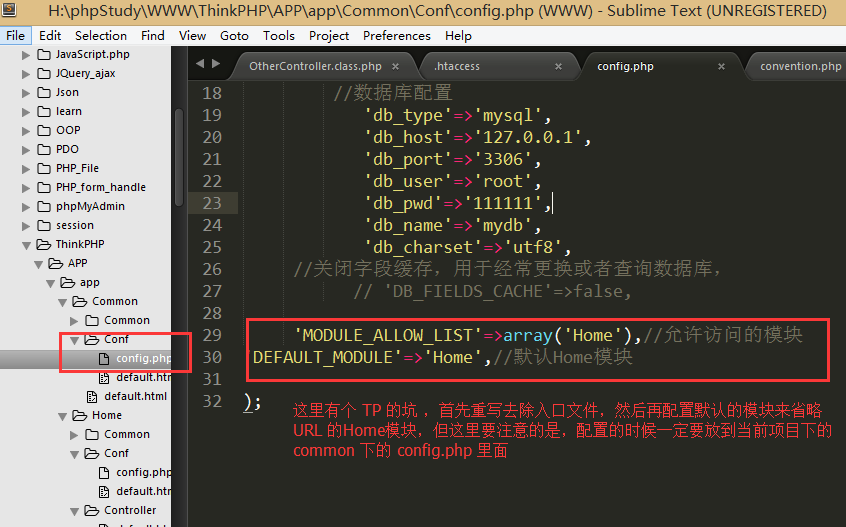 H:\phpStudy\WWW\ThinkPHP\APP\app\Common\Conf\config.php (WWW) - Sublime Text (UNREGISTERED)
File Edit Selection Find View Goto Tools Project Preferences Help
JavaScript.php
JQuery_ajax
Json
learn
OOP
PDO
PHP_File
PHP_form_handle
phpMyAdmin
session
ThinkPHP
APP
app
Common
Common
Conf
config.php
default.htm
default.html
Home
Common
Conf
config.php
default.htm
Controller
OtherController.class.php × .htaccess × config.php × convention.php
18 //数据库配置
19 'db_type'=>'mysql',
20 'db_host'=>'127.0.0.1',
21 'db_port'=>'3306',
22 'db_user'=>'root',
23 'db_pwd'=>'111111',
24 'db_name'=>'mydb',
25 'db_charset'=>'utf8',
26 //关闭字段缓存，用于经常更换或者查询数据库，
27 // 'DB_FIELDS_CACHE'=>false,
28
29 'MODULE_ALLOW_LIST'=>array('Home'),//允许访问的模块
30 'DEFAULT_MODULE'=>'Home',//默认Home模块
31
32 );
这里有个 TP 的坑 ，首先重写去除入口文件，然后再配置默认的模块来省略
URL 的Home模块，但这里要注意的是，配置的时候一定要放到当前项目下的
common 下的 config.php 里面